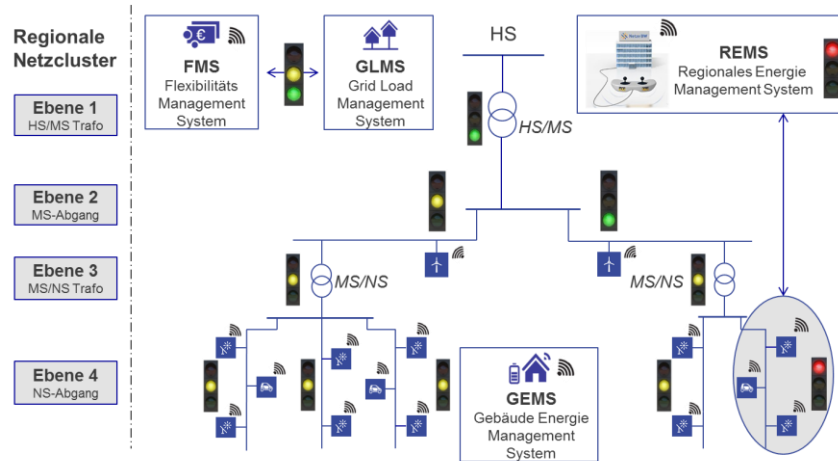 Regionale
Netzcluster
Ebene 1
HS/MS Trafo
Ebene 2
MS-Abgang
Ebene 3
MS/NS Trafo
Ebene 4
NS-Abgang
FMS
Flexibilitäts
Management
System
GLMS
Grid Load
Management
System
HS
HS/MS
REMS
Regionales Energie
Management System
MS/NS
MS/NS
GEMS
Gebäude Energie
Management
System